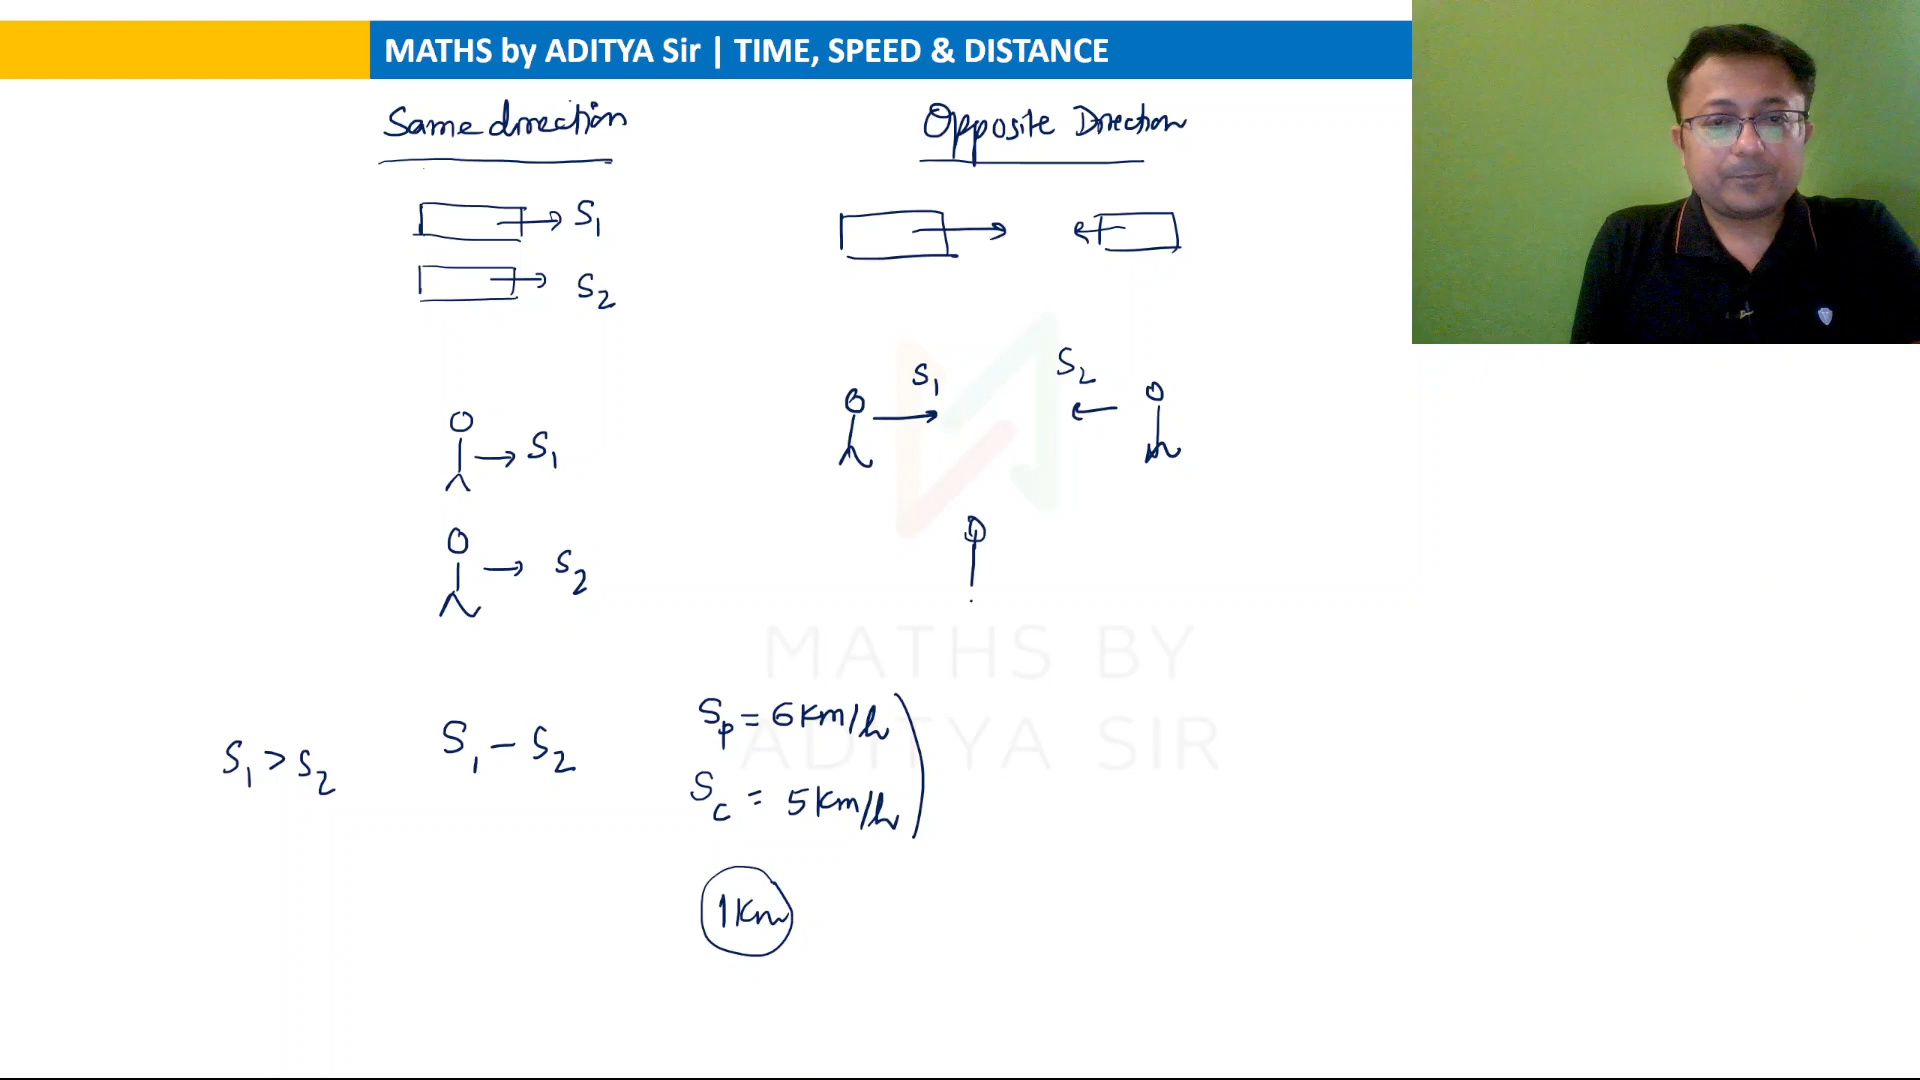 MATHS by ADITYA Sir | TIME, SPEED & DISTANCE
Same direction
Opposite Direction
S1
S2
S1
S2
S1
S2
MATHS BY
ADITYA SIR
S1 > S2
S1 - S2
Sp = 6 Km/h
Sc = 5 Km/h
1 Km